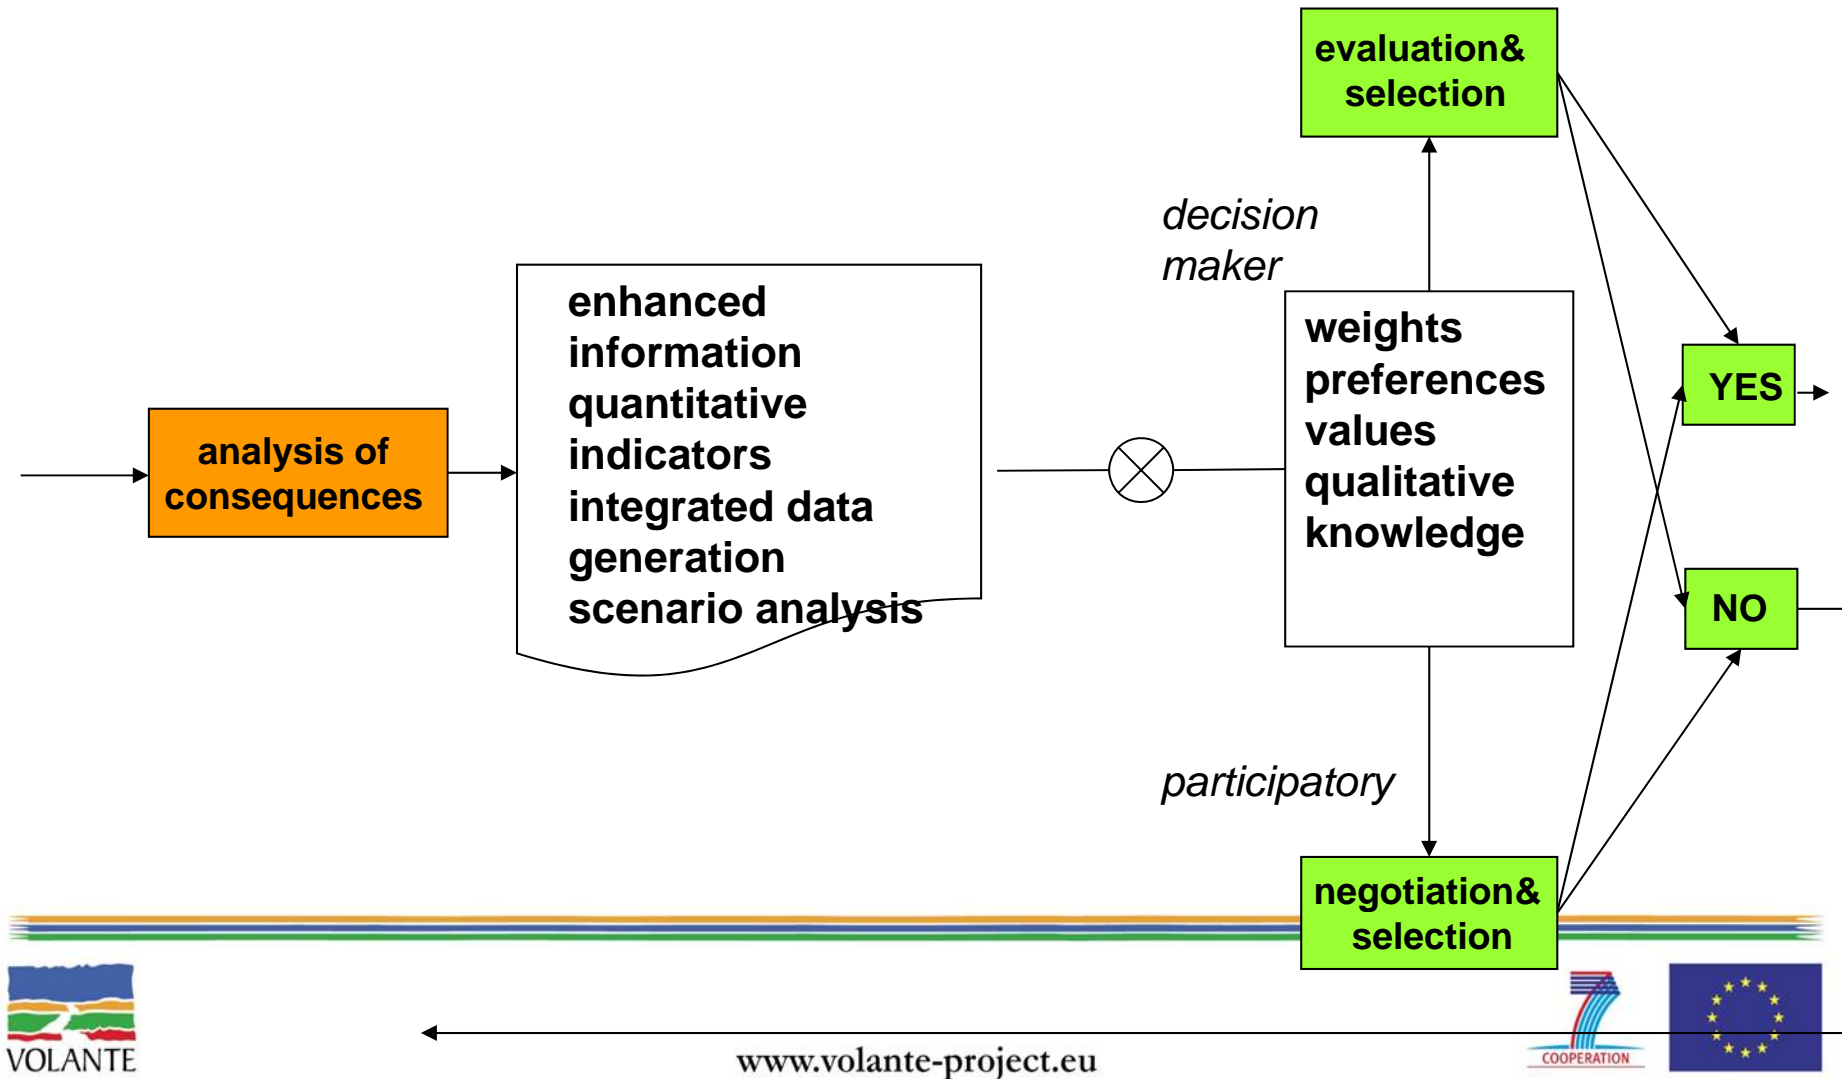 evaluation&
selection
decision
maker
enhanced
information
quantitative
indicators
integrated data
generation
scenario analysis
weights
preferences
values
qualitative
knowledge
YES
analysis of
consequences
NO
participatory
negotiation&
selection
VOLANTE
www.volante-project.eu
7
COOPERATION